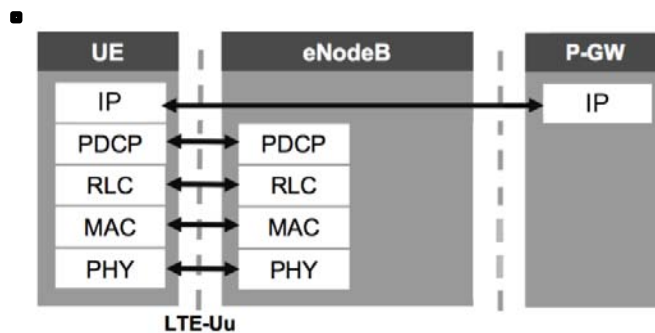 UE eNodeB P-GW
IP IP
PDCP PDCP
RLC RLC
MAC MAC
PHY PHY
LTE-Uu